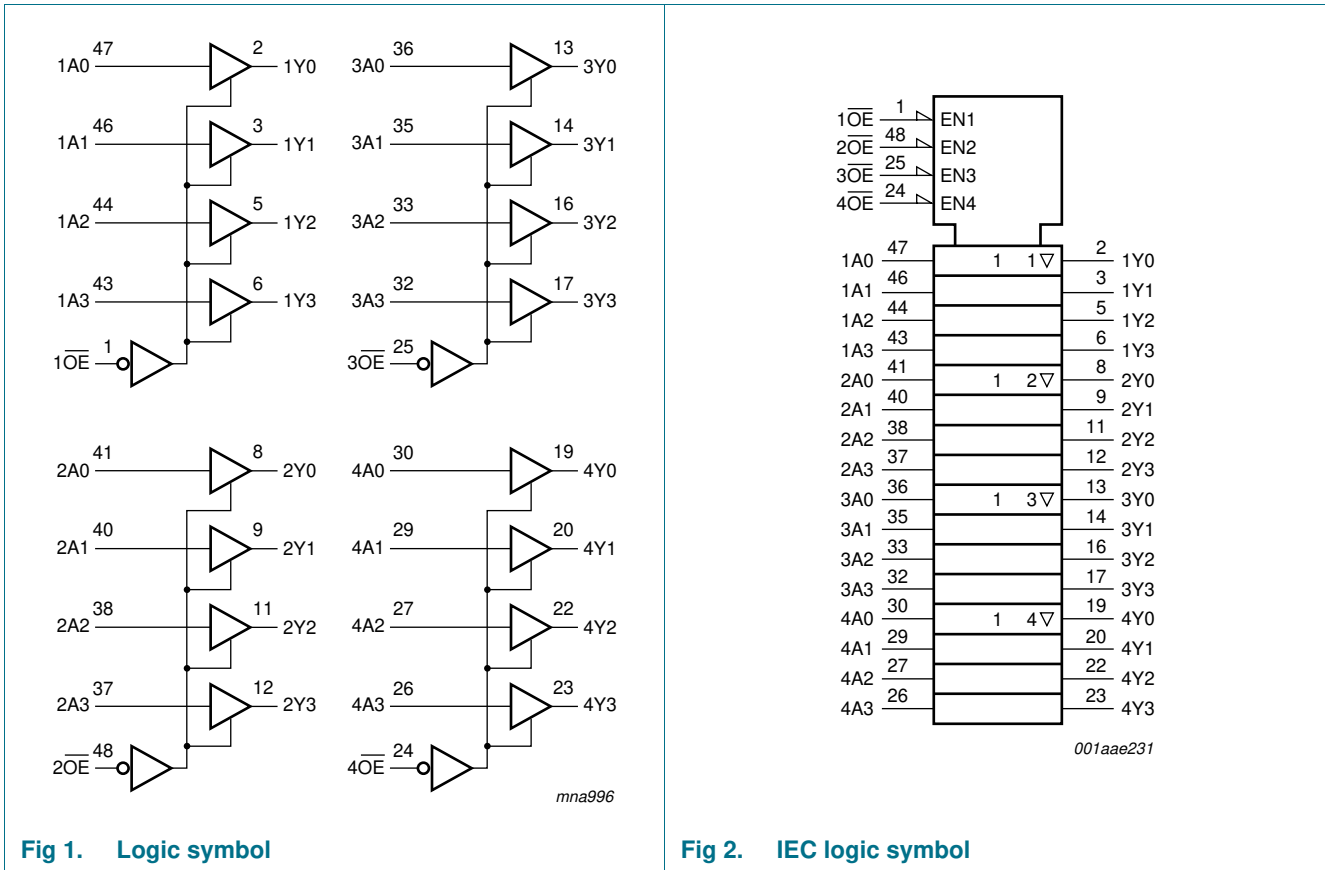 47 2 36 13
1A0 1Y0 3A0 3Y0
46 3 35 14
1A1 1Y1 3A1 3Y1
44 5 33 16
1A2 1Y2 3A2 3Y2
43 6 32 17
1A3 1Y3 3A3 3Y3
1O̅E̅ 1 3O̅E̅ 25
41 8 30 19
2A0 2Y0 4A0 4Y0
40 9 29 20
2A1 2Y1 4A1 4Y1
38 11 27 22
2A2 2Y2 4A2 4Y2
37 12 26 23
2A3 2Y3 4A3 4Y3
2O̅E̅ 48 4O̅E̅ 24
mna996
Fig 1. Logic symbol
1O̅E̅ 1 EN1
2O̅E̅ 48 EN2
3O̅E̅ 25 EN3
4O̅E̅ 24 EN4
1A0 47 1 1▽ 2 1Y0
1A1 46 3 1Y1
1A2 44 5 1Y2
1A3 43 6 1Y3
2A0 41 1 2▽ 8 2Y0
2A1 40 9 2Y1
2A2 38 11 2Y2
2A3 37 12 2Y3
3A0 36 1 3▽ 13 3Y0
3A1 35 14 3Y1
3A2 33 16 3Y2
3A3 32 17 3Y3
4A0 30 1 4▽ 19 4Y0
4A1 29 20 4Y1
4A2 27 22 4Y2
4A3 26 23 4Y3
001aae231
Fig 2. IEC logic symbol